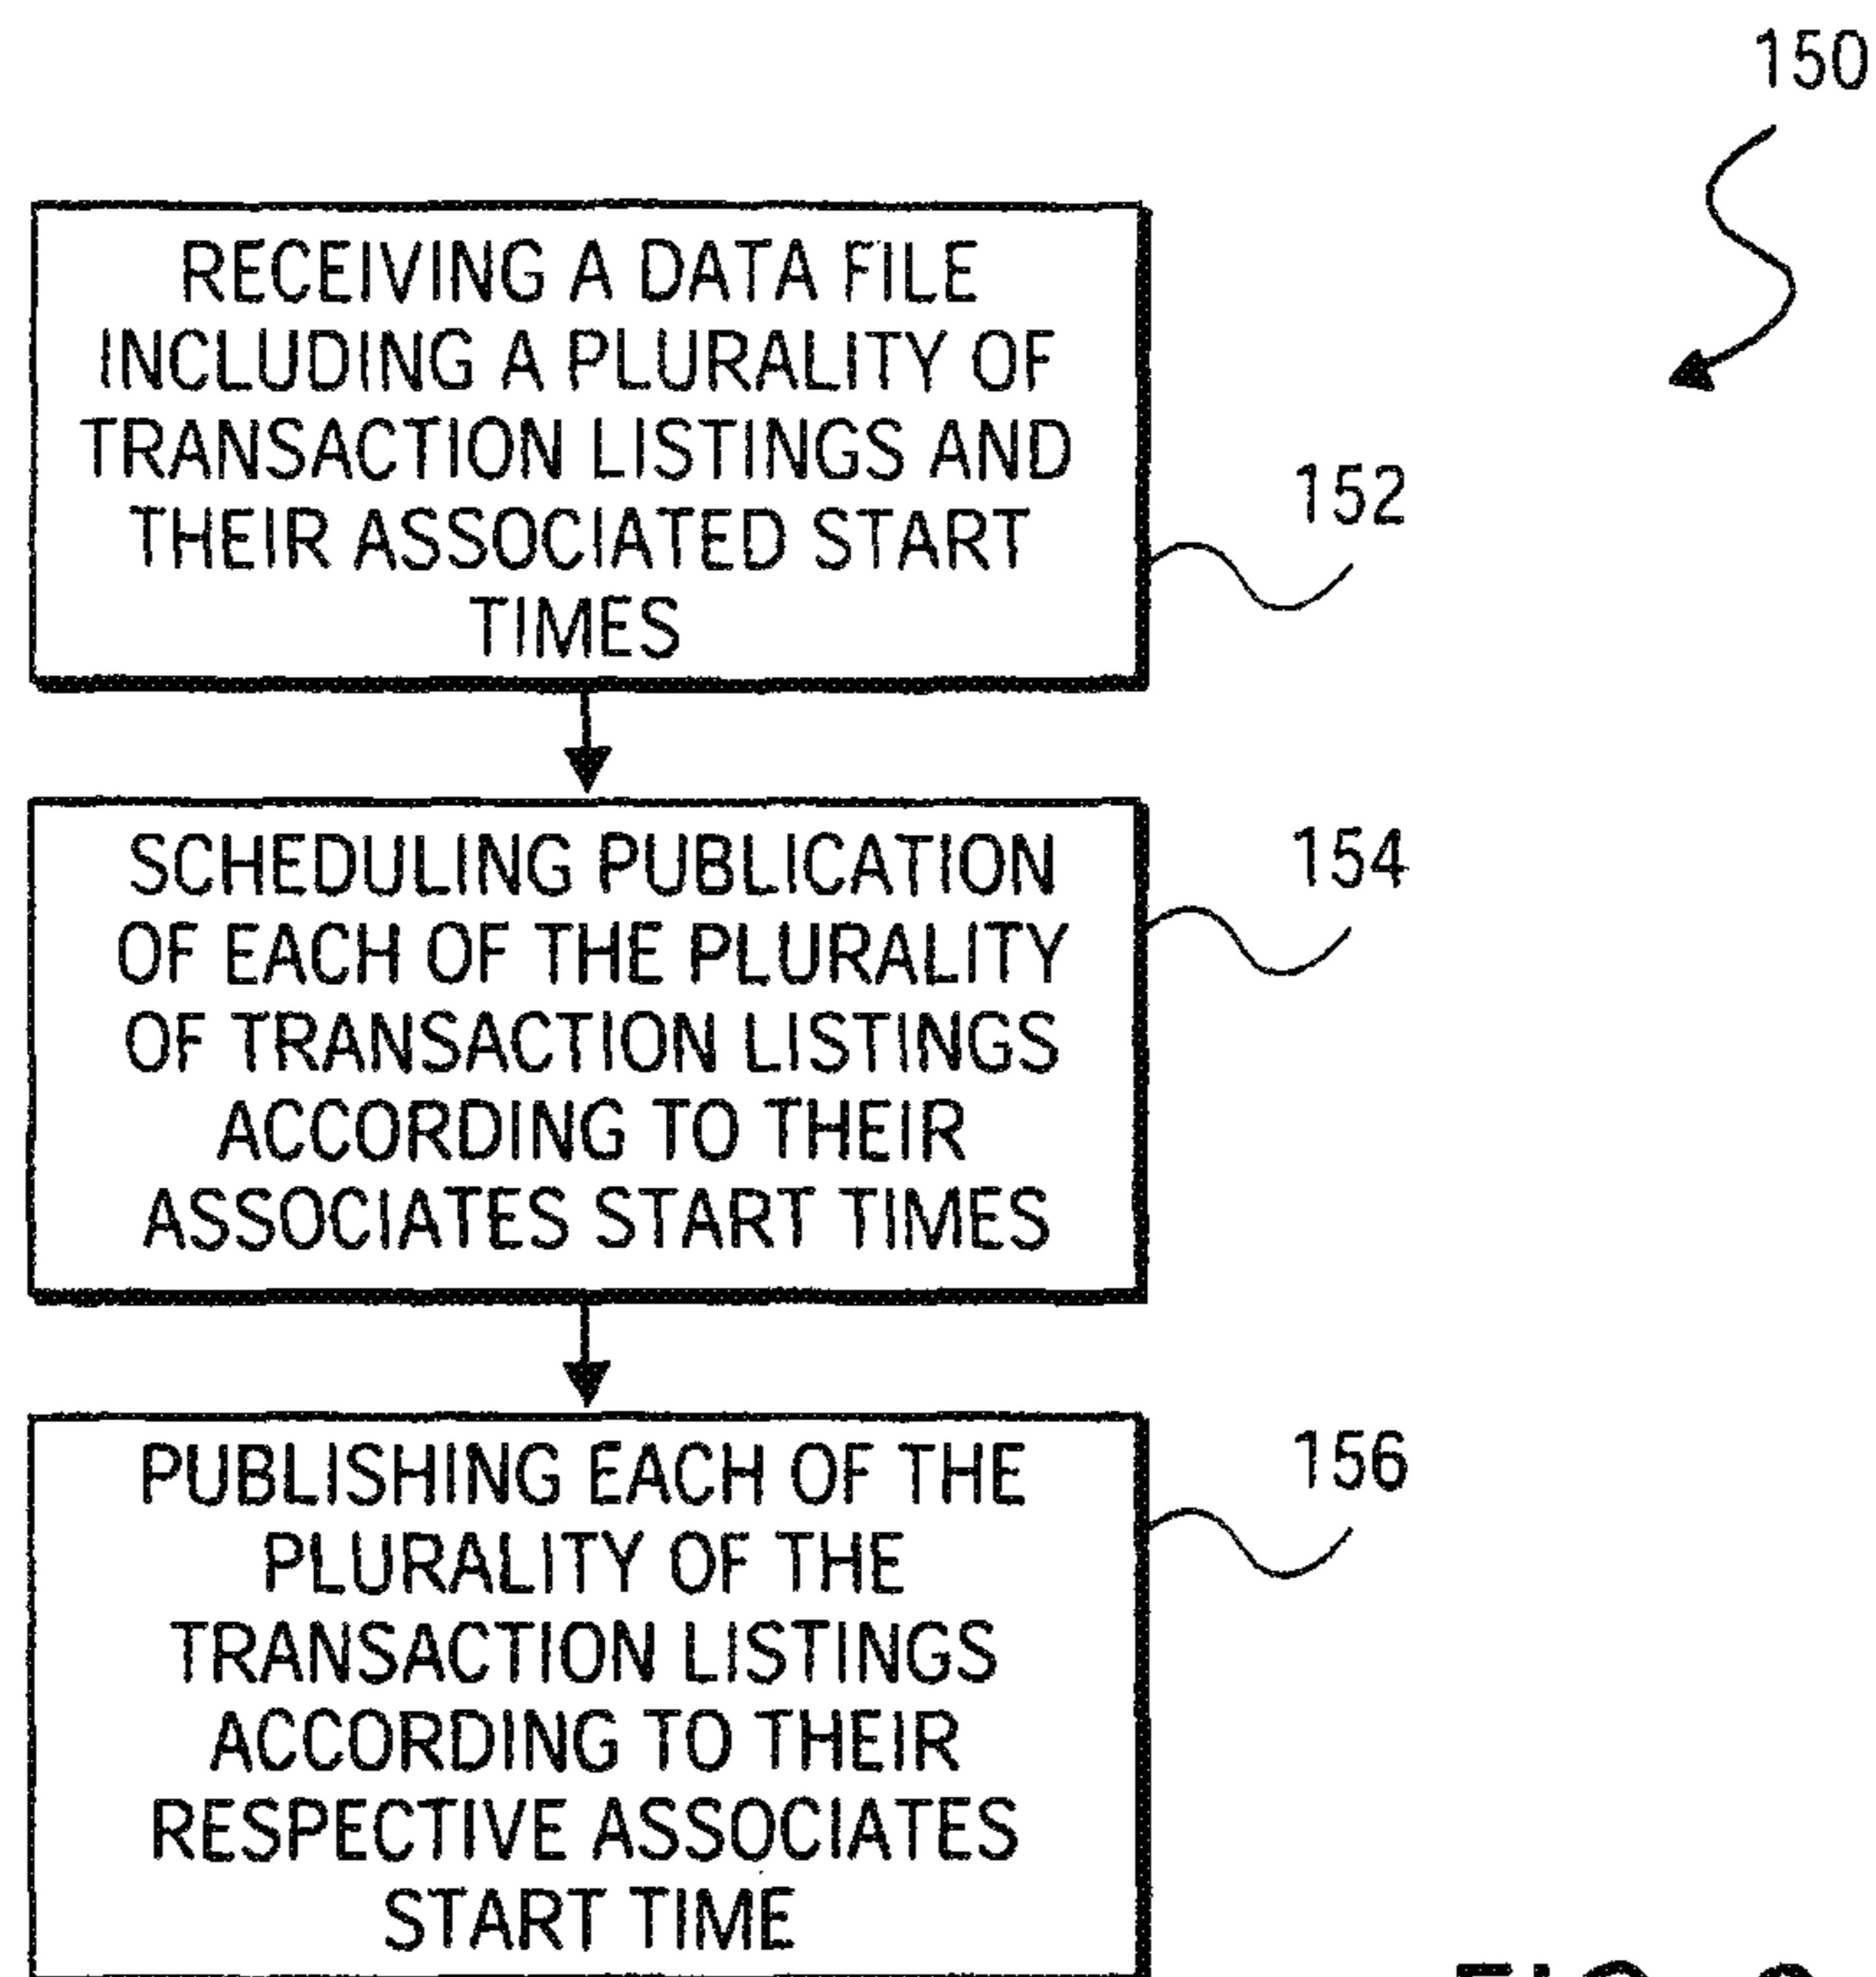 150
RECEIVING A DATA FILE
INCLUDING A PLURALITY OF
TRANSACTION LISTINGS AND
THEIR ASSOCIATED START
TIMES
152
SCHEDULING PUBLICATION
OF EACH OF THE PLURALITY
OF TRANSACTION LISTINGS
ACCORDING TO THEIR
ASSOCIATES START TIMES
154
PUBLISHING EACH OF THE
PLURALITY OF THE
TRANSACTION LISTINGS
ACCORDING TO THEIR
RESPECTIVE ASSOCIATES
START TIME
156